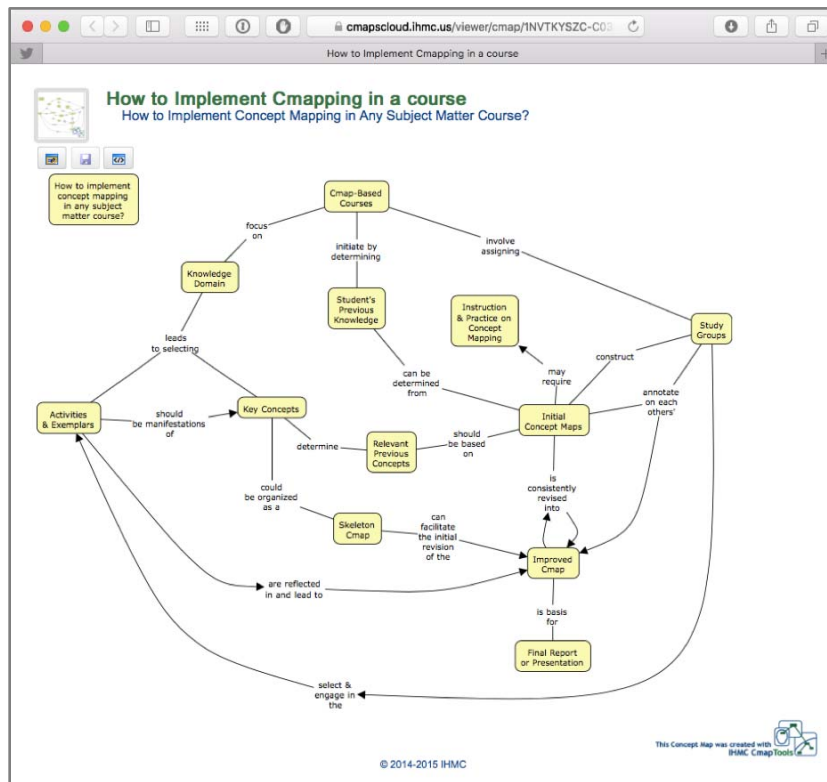 cmapscloud.ihmc.us/viewer/cmap/1NVTKYSZC-C03
How to Implement Cmapping in a course
How to Implement Cmapping in a course
How to Implement Concept Mapping in Any Subject Matter Course?
How to implement
concept mapping
in any subject
matter course?
Cmap-Based
Courses
focus
on
initiate by
determining
involve
assigning
Knowledge
Domain
Student's
Previous
Knowledge
Instruction
& Practice on
Concept
Mapping
Study
Groups
leads
to selecting
can be
determined
from
may
require
construct
annotate
on each
others'
Activities
& Exemplars
should
be manifestations
of
Key Concepts
determine
Relevant
Previous
Concepts
should
be based
on
Initial
Concept Maps
could
be organized
as a
is
consistently
revised
into
Skeleton
Cmap
can
facilitate
the initial
revision
of the
Improved
Cmap
are reflected
in and lead to
is basis
for
Final Report
or Presentation
select &
engage in
the
This Concept Map was created with
IHMC CmapTools
© 2014-2015 IHMC